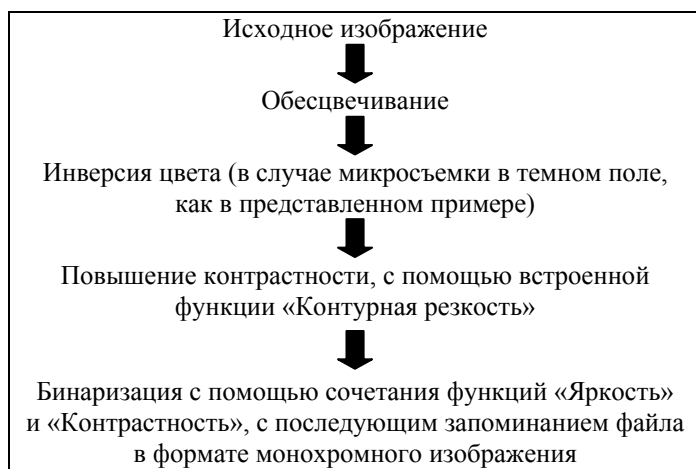 Исходное изображение
Обесцвечивание
Инверсия цвета (в случае микросъемки в темном поле,
как в представленном примере)
Повышение контрастности, с помощью встроенной
функции «Контурная резкость»
Бинаризация с помощью сочетания функций «Яркость»
и «Контрастность», с последующим запоминанием файла
в формате монохромного изображения